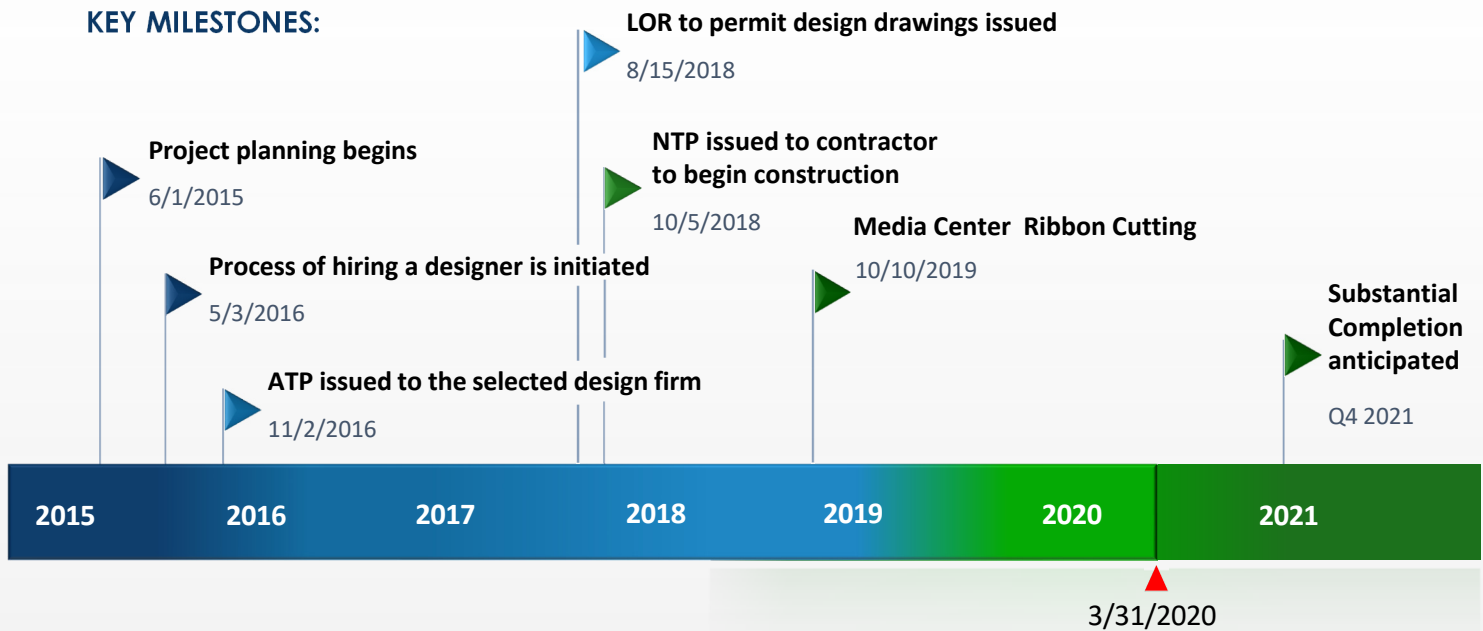 KEY MILESTONES:
LOR to permit design drawings issued
8/15/2018
Project planning begins
6/1/2015
NTP issued to contractor
to begin construction
10/5/2018
Media Center Ribbon Cutting
10/10/2019
Process of hiring a designer is initiated
5/3/2016
Substantial
Completion
anticipated
Q4 2021
ATP issued to the selected design firm
11/2/2016
2015
2016
2017
2018
2019
2020
2021
3/31/2020